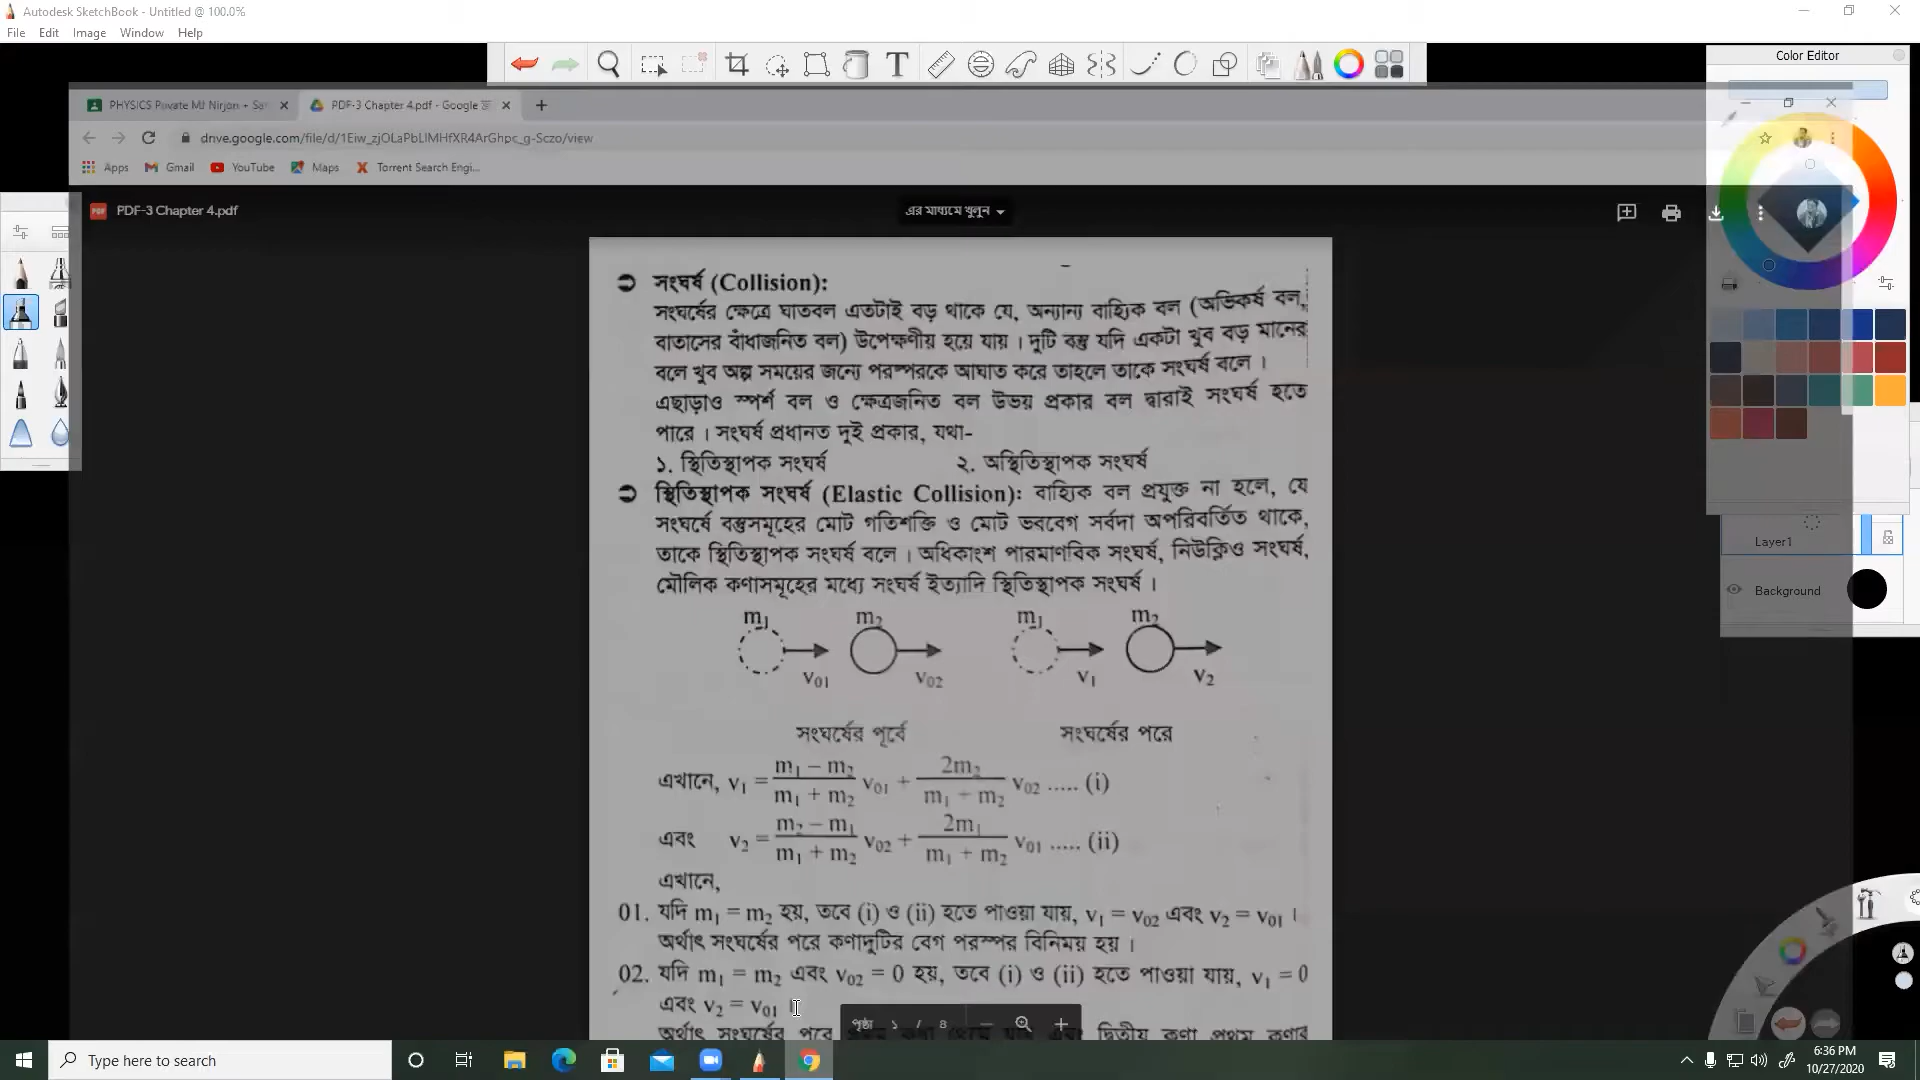 Autodesk SketchBook - Untitled @ 100.0%
File Edit Image Window Help
Color Editor
PHYSICS Private MJ Nirjon + Sa
PDF-3 Chapter 4.pdf - Google
drive.google.com/file/d/1Eiw_zjOLaPbLlMHfXR4ArGhpc_g-Sczo/view
Apps Gmail YouTube Maps Torrent Search Engi...
PDF-3 Chapter 4.pdf
এর মাধ্যমে খুলুন
সংঘর্ষ (Collision):
সংঘর্ষের ক্ষেত্রে ঘাতবল এতটাই বড় থাকে যে, অন্যান্য বাহ্যিক বল (অভিকর্ষ বল,
বাতাসের বাঁধাজনিত বল) উপেক্ষণীয় হয়ে যায়। দুটি বস্তু যদি একটা খুব বড় মানের
বলে খুব অল্প সময়ের জন্যে পরস্পরকে আঘাত করে তাহলে তাকে সংঘর্ষ বলে।
এছাড়াও স্পর্শ বল ও ক্ষেত্রজনিত বল উভয় প্রকার বল দ্বারাই সংঘর্ষ হতে
পারে। সংঘর্ষ প্রধানত দুই প্রকার, যথা-
১. স্থিতিস্থাপক সংঘর্ষ ২. অস্থিতিস্থাপক সংঘর্ষ
স্থিতিস্থাপক সংঘর্ষ (Elastic Collision): বাহ্যিক বল প্রযুক্ত না হলে, যে
সংঘর্ষে বস্তুসমূহের মোট গতিশক্তি ও মোট ভরবেগ সর্বদা অপরিবর্তিত থাকে,
তাকে স্থিতিস্থাপক সংঘর্ষ বলে। অধিকাংশ পারমাণবিক সংঘর্ষ, নিউক্লিও সংঘর্ষ,
মৌলিক কণাসমূহের মধ্যে সংঘর্ষ ইত্যাদি স্থিতিস্থাপক সংঘর্ষ।
m₁ m₂ m₁ m₂
v₀₁ v₀₂ v₁ v₂
সংঘর্ষের পূর্বে সংঘর্ষের পরে
এখানে, v₁ = (m₁ − m₂)/(m₁ + m₂) v₀₁ + 2m₂/(m₁ + m₂) v₀₂ ..... (i)
এবং v₂ = (m₂ − m₁)/(m₁ + m₂) v₀₂ + 2m₁/(m₁ + m₂) v₀₁ ..... (ii)
এখানে,
01. যদি m₁ = m₂ হয়, তবে (i) ও (ii) হতে পাওয়া যায়, v₁ = v₀₂ এবং v₂ = v₀₁ ।
অর্থাৎ সংঘর্ষের পরে কণাদুটির বেগ পরস্পর বিনিময় হয়।
02. যদি m₁ = m₂ এবং v₀₂ = 0 হয়, তবে (i) ও (ii) হতে পাওয়া যায়, v₁ = 0
এবং v₂ = v₀₁ ।
অর্থাৎ সংঘর্ষের পরে এবং দ্বিতীয় কণা প্রথম কণার
পৃষ্ঠা ১ / ৪
Layer1
Background
Type here to search
6:36 PM
10/27/2020